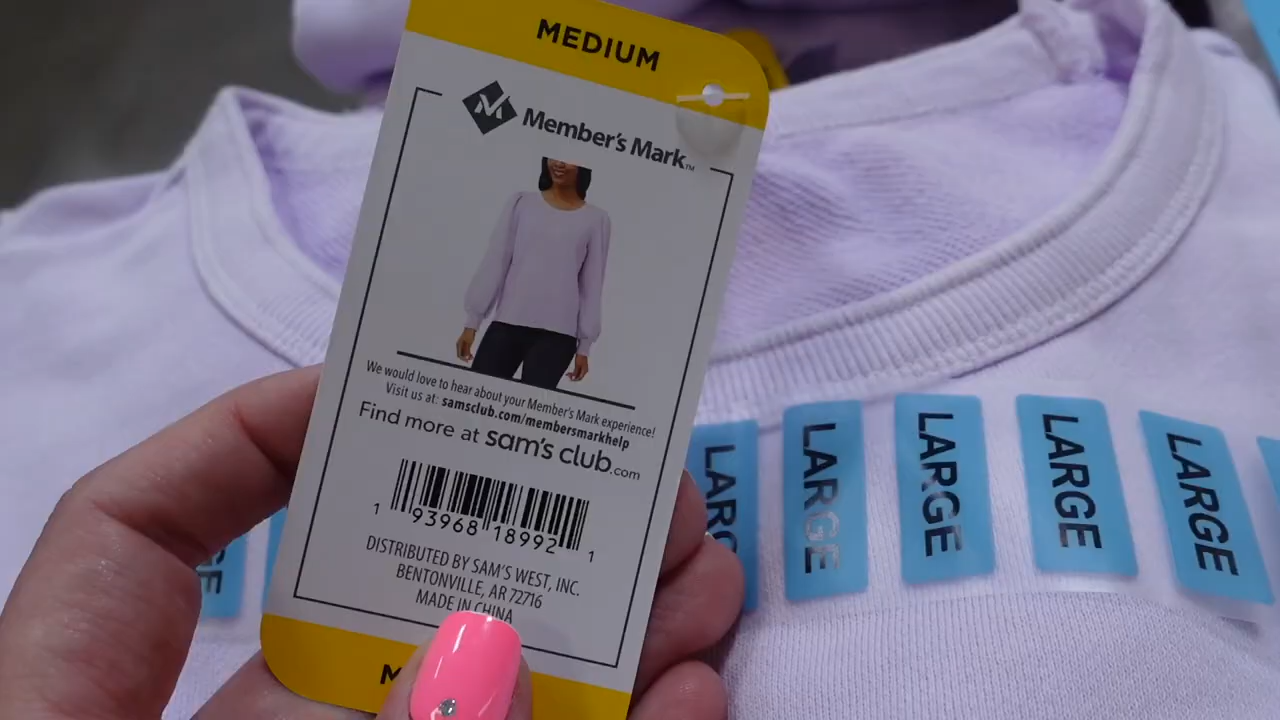 MEDIUM
Member's Mark™
We would love to hear about your Member's Mark experience!
Visit us at: samsclub.com/membersmarkhelp
Find more at sam's club.com
1 93968 18992 1
DISTRIBUTED BY SAM'S WEST, INC.
BENTONVILLE, AR 72716
MADE IN CHINA
LARGE
LARGE
LARGE
LARGE